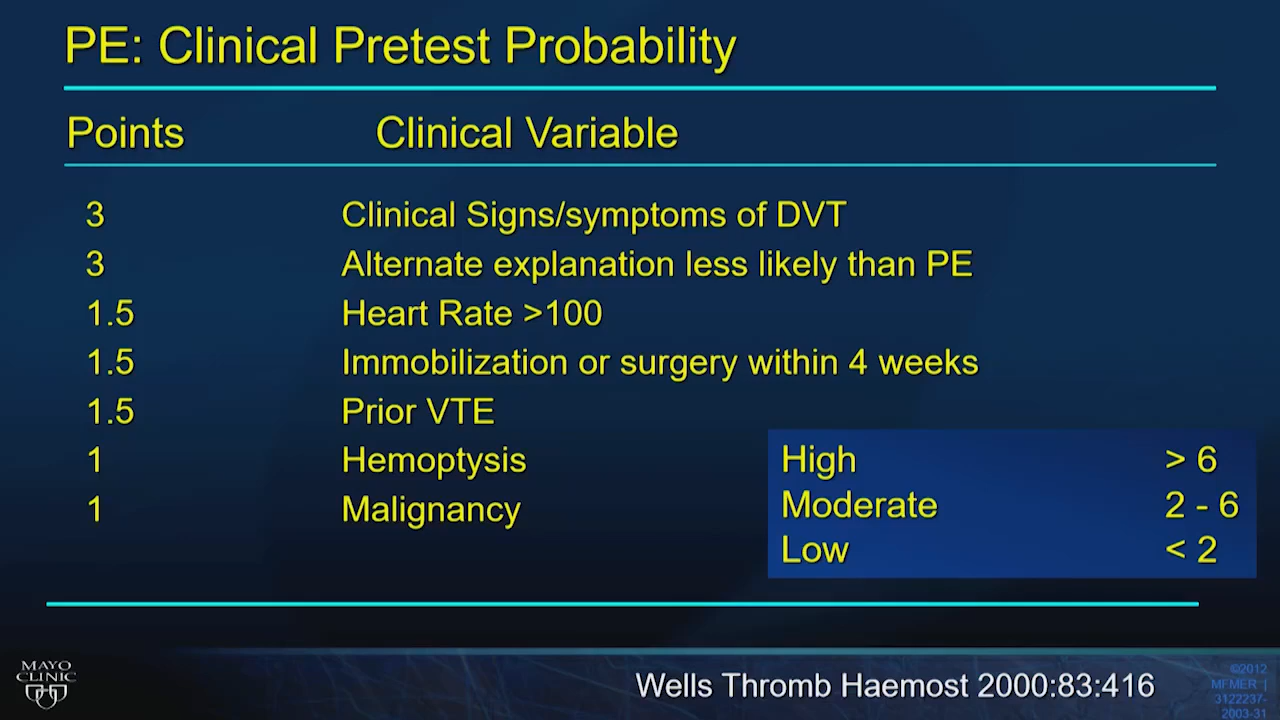 PE: Clinical Pretest Probability
Points Clinical Variable
3 Clinical Signs/symptoms of DVT
3 Alternate explanation less likely than PE
1.5 Heart Rate >100
1.5 Immobilization or surgery within 4 weeks
1.5 Prior VTE
1 Hemoptysis
1 Malignancy
High > 6
Moderate 2 - 6
Low < 2
MAYO
CLINIC
Wells Thromb Haemost 2000:83:416
©2012
MFMER |
3122237-
2003-31